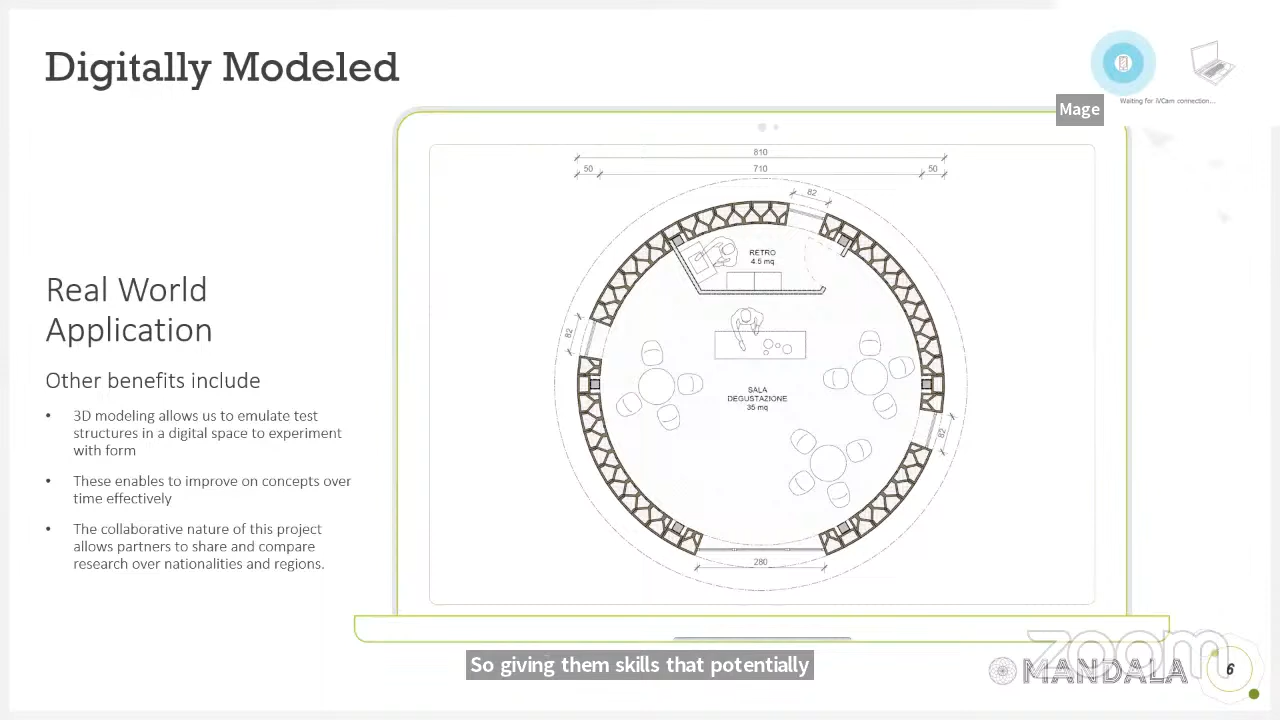 Digitally Modeled
Waiting for iVCam connection...
Mage
810
50 710 50
82
RETRO
4.5 mq
82
SALA
DEGUSTAZIONE
35 mq
82
280
Real World
Application
Other benefits include
• 3D modeling allows us to emulate test
structures in a digital space to experiment
with form
• These enables to improve on concepts over
time effectively
• The collaborative nature of this project
allows partners to share and compare
research over nationalities and regions.
So giving them skills that potentially
zoom
MANDALA
6